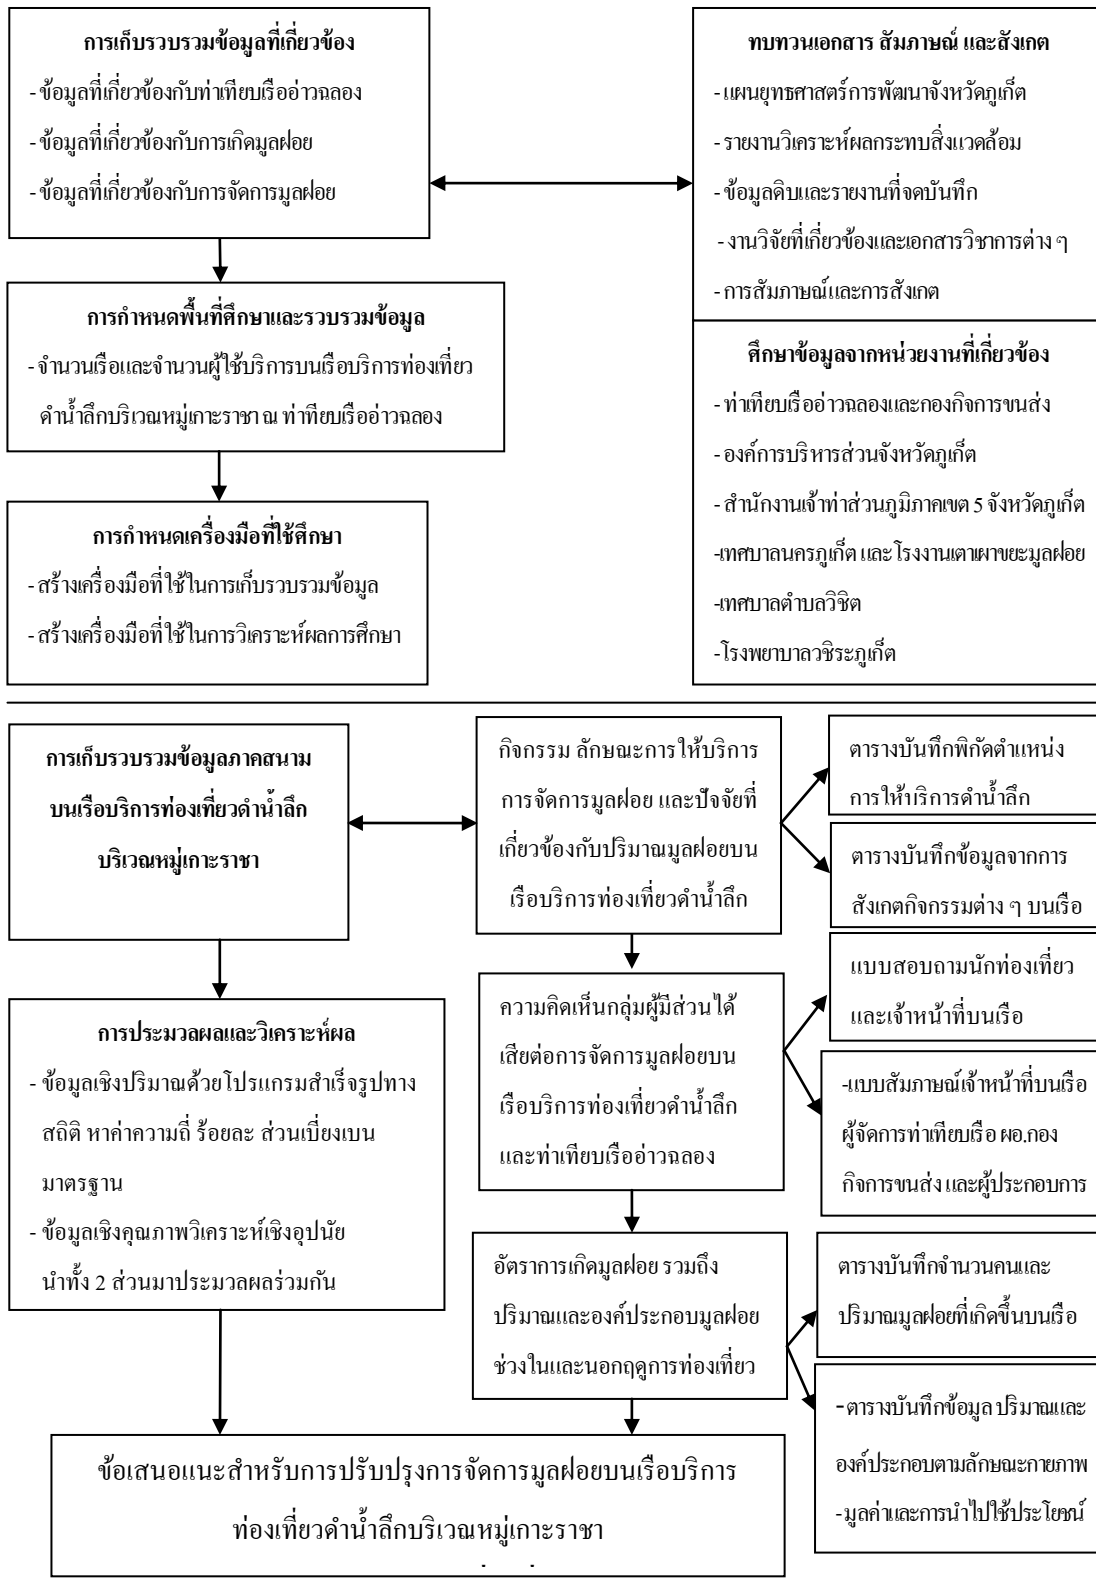 การเก็บรวบรวมข้อมูลที่เกี่ยวข้อง
- ข้อมูลที่เกี่ยวข้องกับท่าเทียบเรืออ่าวฉลอง
- ข้อมูลที่เกี่ยวข้องกับการเกิดมูลฝอย
- ข้อมูลที่เกี่ยวข้องกับการจัดการมูลฝอย
ทบทวนเอกสาร สัมภาษณ์ และสังเกต
- แผนยุทธศาสตร์การพัฒนาจังหวัดภูเก็ต
- รายงานวิเคราะห์ผลกระทบสิ่งแวดล้อม
- ข้อมูลดิบและรายงานที่จดบันทึก
- งานวิจัยที่เกี่ยวข้องและเอกสารวิชาการต่าง ๆ
- การสัมภาษณ์และการสังเกต
การกำหนดพื้นที่ศึกษาและรวบรวมข้อมูล
- จำนวนเรือและจำนวนผู้ใช้บริการบนเรือบริการท่องเที่ยว
ดำน้ำลึกบริเวณหมู่เกาะราชา ณ ท่าเทียบเรืออ่าวฉลอง
ศึกษาข้อมูลจากหน่วยงานที่เกี่ยวข้อง
- ท่าเทียบเรืออ่าวฉลองและกองกิจการขนส่ง
- องค์การบริหารส่วนจังหวัดภูเก็ต
- สำนักงานเจ้าท่าส่วนภูมิภาคเขต 5 จังหวัดภูเก็ต
-เทศบาลนครภูเก็ต และโรงงานเตาเผาขยะมูลฝอย
-เทศบาลตำบลวิชิต
- โรงพยาบาลวชิระภูเก็ต
การกำหนดเครื่องมือที่ใช้ศึกษา
- สร้างเครื่องมือที่ใช้ในการเก็บรวบรวมข้อมูล
- สร้างเครื่องมือที่ใช้ในการวิเคราะห์ผลการศึกษา
การเก็บรวบรวมข้อมูลภาคสนาม
บนเรือบริการท่องเที่ยวดำน้ำลึก
บริเวณหมู่เกาะราชา
กิจกรรม ลักษณะการให้บริการ
การจัดการมูลฝอย และปัจจัยที่
เกี่ยวข้องกับปริมาณมูลฝอยบน
เรือบริการท่องเที่ยวดำน้ำลึก
ตารางบันทึกพิกัดตำแหน่ง
การให้บริการดำน้ำลึก
ตารางบันทึกข้อมูลจากการ
สังเกตกิจกรรมต่าง ๆ บนเรือ
การประมวลผลและวิเคราะห์ผล
- ข้อมูลเชิงปริมาณด้วยโปรแกรมสำเร็จรูปทาง
สถิติ หาค่าความถี่ ร้อยละ ส่วนเบี่ยงเบน
มาตรฐาน
- ข้อมูลเชิงคุณภาพวิเคราะห์เชิงอุปนัย
นำทั้ง 2 ส่วนมาประมวลผลร่วมกัน
ความคิดเห็นกลุ่มผู้มีส่วนได้
เสียต่อการจัดการมูลฝอยบน
เรือบริการท่องเที่ยวดำน้ำลึก
และท่าเทียบเรืออ่าวฉลอง
แบบสอบถามนักท่องเที่ยว
และเจ้าหน้าที่บนเรือ
-แบบสัมภาษณ์เจ้าหน้าที่บนเรือ
ผู้จัดการท่าเทียบเรือ ผอ.กอง
กิจการขนส่ง และผู้ประกอบการ
อัตราการเกิดมูลฝอย รวมถึง
ปริมาณและองค์ประกอบมูลฝอย
ช่วงในและนอกฤดูการท่องเที่ยว
ตารางบันทึกจำนวนคนและ
ปริมาณมูลฝอยที่เกิดขึ้นบนเรือ
-ตารางบันทึกข้อมูล ปริมาณและ
องค์ประกอบตามลักษณะกายภาพ
-มูลค่าและการนำไปใช้ประโยชน์
ข้อเสนอแนะสำหรับการปรับปรุงการจัดการมูลฝอยบนเรือบริการ
ท่องเที่ยวดำน้ำลึกบริเวณหมู่เกาะราชา